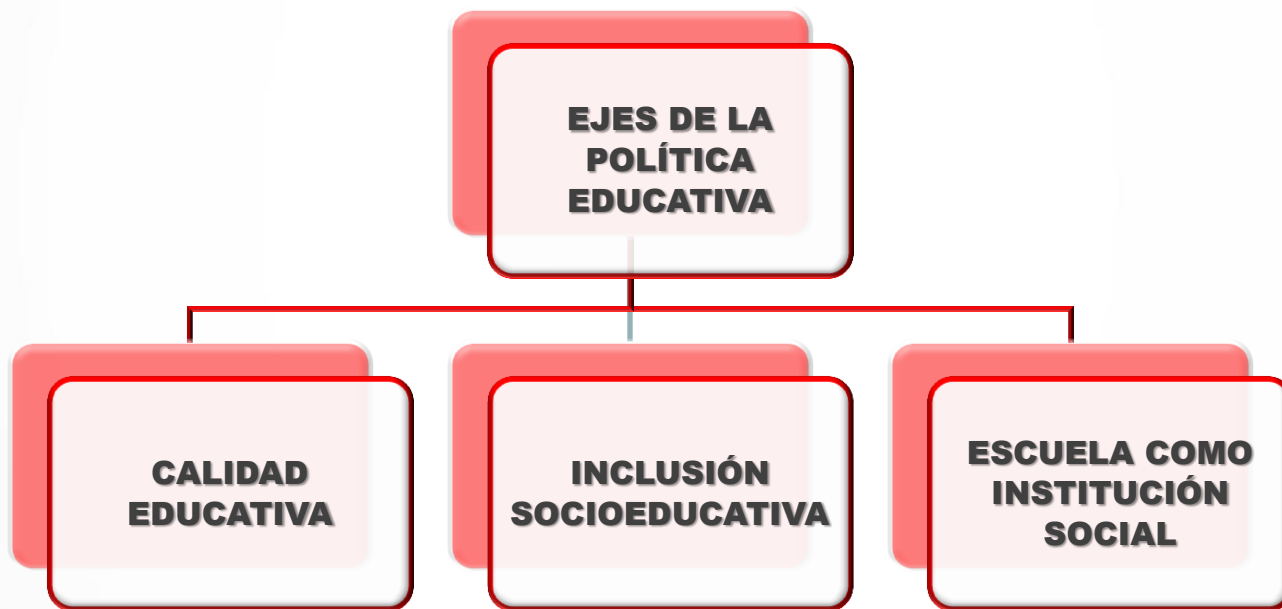 EJES DE LA
POLÍTICA
EDUCATIVA
CALIDAD
EDUCATIVA
INCLUSIÓN
SOCIOEDUCATIVA
ESCUELA COMO
INSTITUCIÓN
SOCIAL